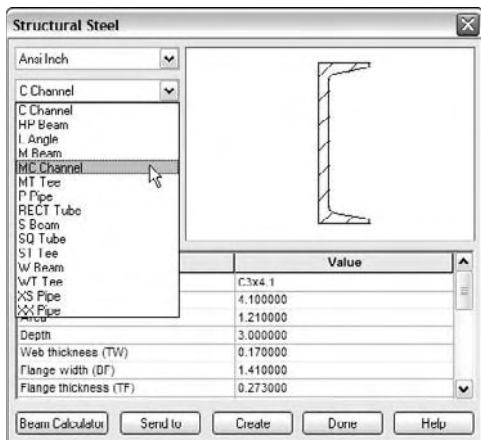 Structural Steel
Ansi Inch
C Channel
C Channel
HP Beam
L Angle
M Beam
MC Channel
MT Tee
P Pipe
RECT Tube
S Beam
SQ Tube
ST Tee
W Beam
WT Tee
XS Pipe
XX Pipe
Value
C3x4.1
4.100000
Area 1.210000
Depth 3.000000
Web thickness (TW) 0.170000
Flange width (BF) 1.410000
Flange thickness (TF) 0.273000
Beam Calculator Send to Create Done Help